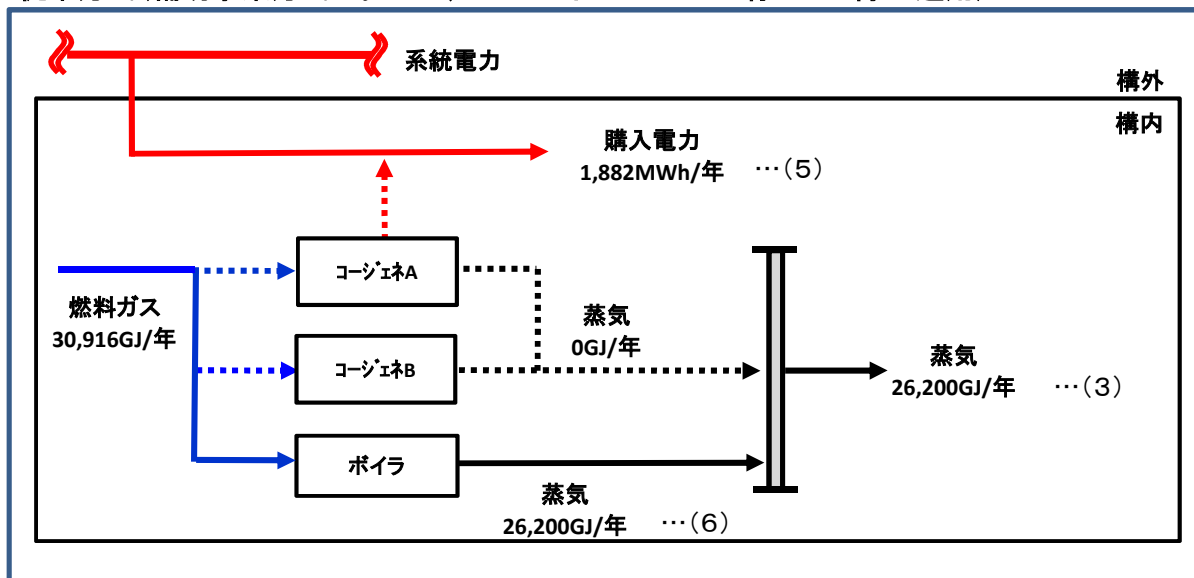 系統電力
構外
構内
購入電力
1,882MWh/年 …(5)
コージェネA
燃料ガス
30,916GJ/年
蒸気
0GJ/年
コージェネB
蒸気
26,200GJ/年 …(3)
ボイラ
蒸気
26,200GJ/年 …(6)